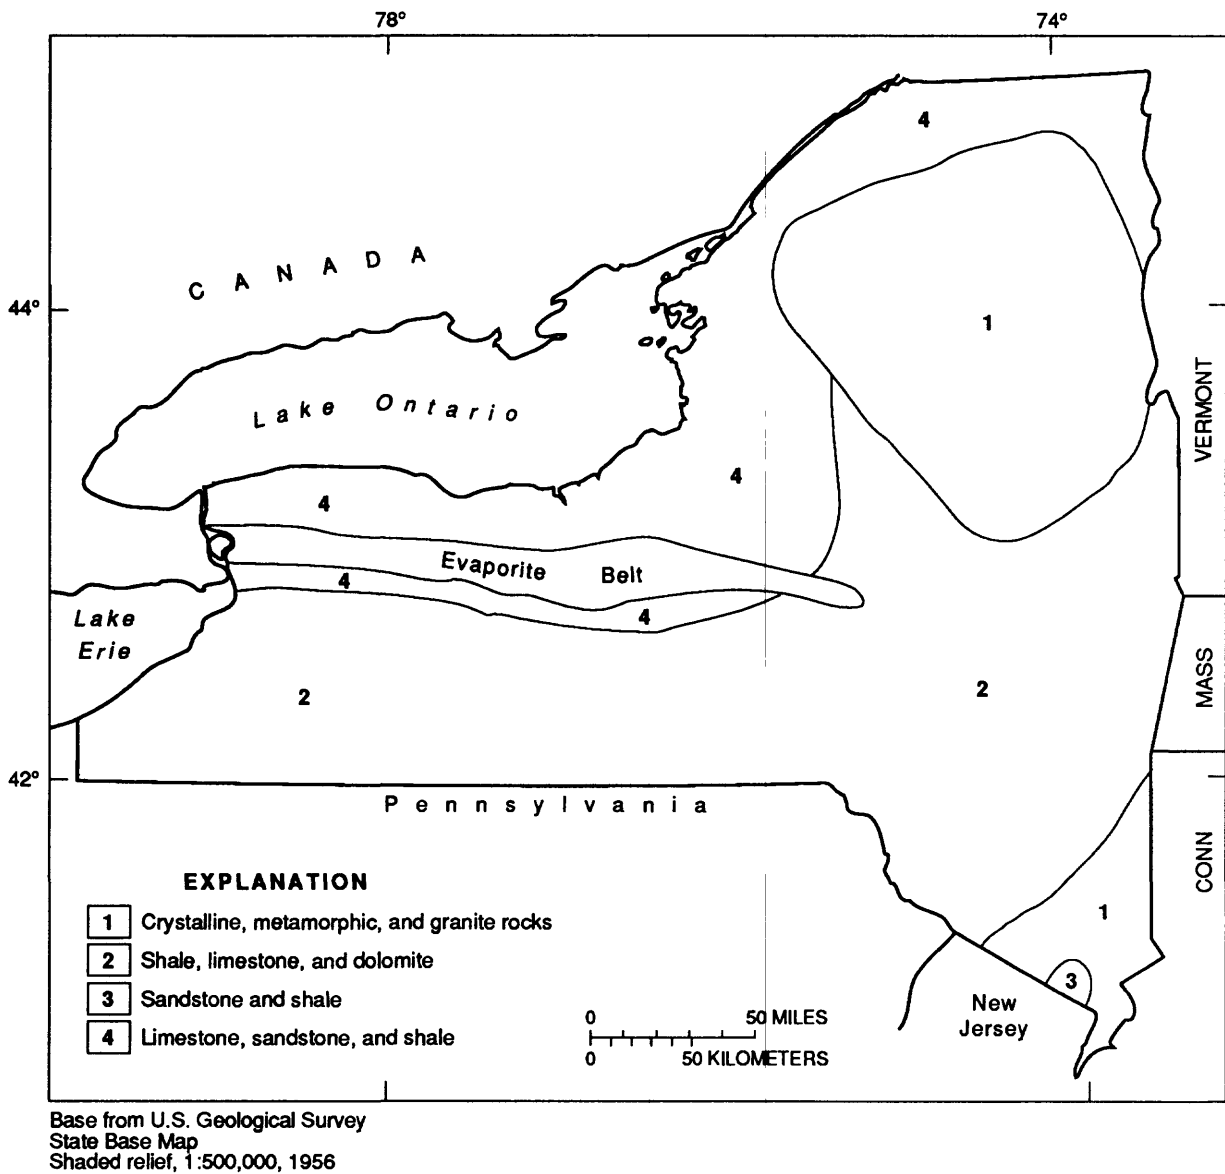 78° 74°
4
CANADA
44°
1
VERMONT
Lake Ontario
4
4
Evaporite Belt
4
4
Lake
Erie
MASS
2
2
42°
Pennsylvania
CONN
EXPLANATION
1 Crystalline, metamorphic, and granite rocks
2 Shale, limestone, and dolomite
3 Sandstone and shale
4 Limestone, sandstone, and shale
1
3
New
Jersey
0 50 MILES
0 50 KILOMETERS
Base from U.S. Geological Survey
State Base Map
Shaded relief, 1:500,000, 1956